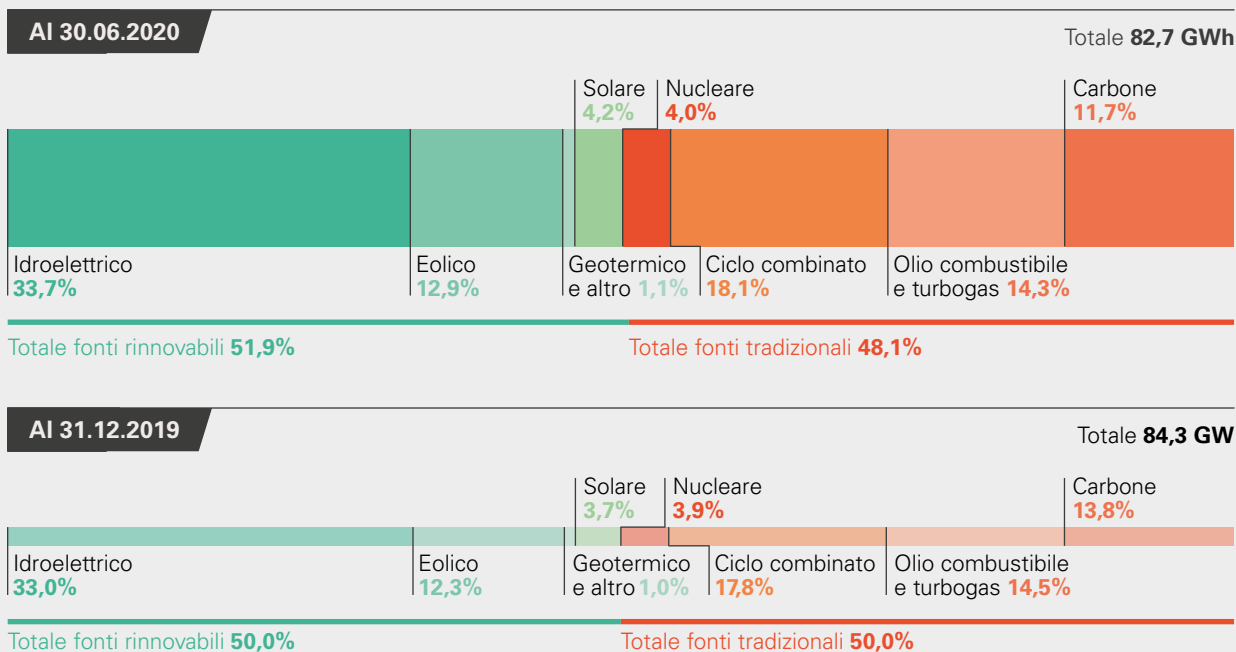 Al 30.06.2020
Totale 82,7 GWh
Solare
4,2%
Nucleare
4,0%
Carbone
11,7%
Idroelettrico
33,7%
Eolico
12,9%
Geotermico
e altro 1,1%
Ciclo combinato
18,1%
Olio combustibile
e turbogas 14,3%
Totale fonti rinnovabili 51,9%
Totale fonti tradizionali 48,1%
Al 31.12.2019
Totale 84,3 GW
Solare
3,7%
Nucleare
3,9%
Carbone
13,8%
Idroelettrico
33,0%
Eolico
12,3%
Geotermico
e altro 1,0%
Ciclo combinato
17,8%
Olio combustibile
e turbogas 14,5%
Totale fonti rinnovabili 50,0%
Totale fonti tradizionali 50,0%